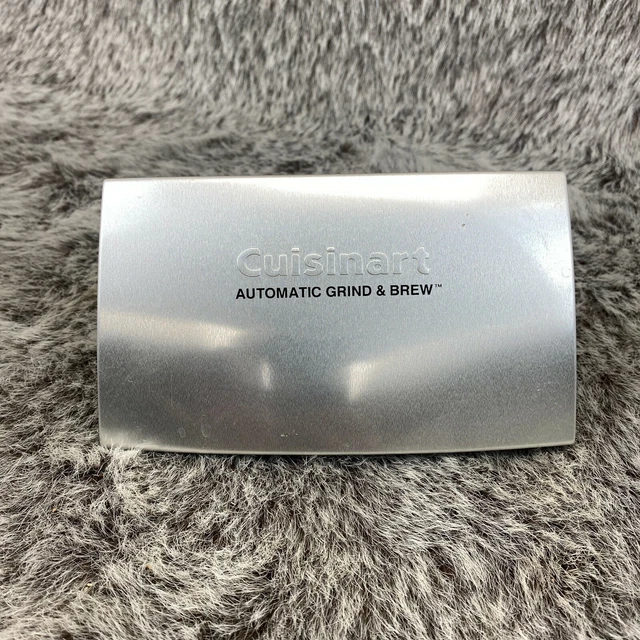 Cuisinart
AUTOMATIC GRIND & BREW™